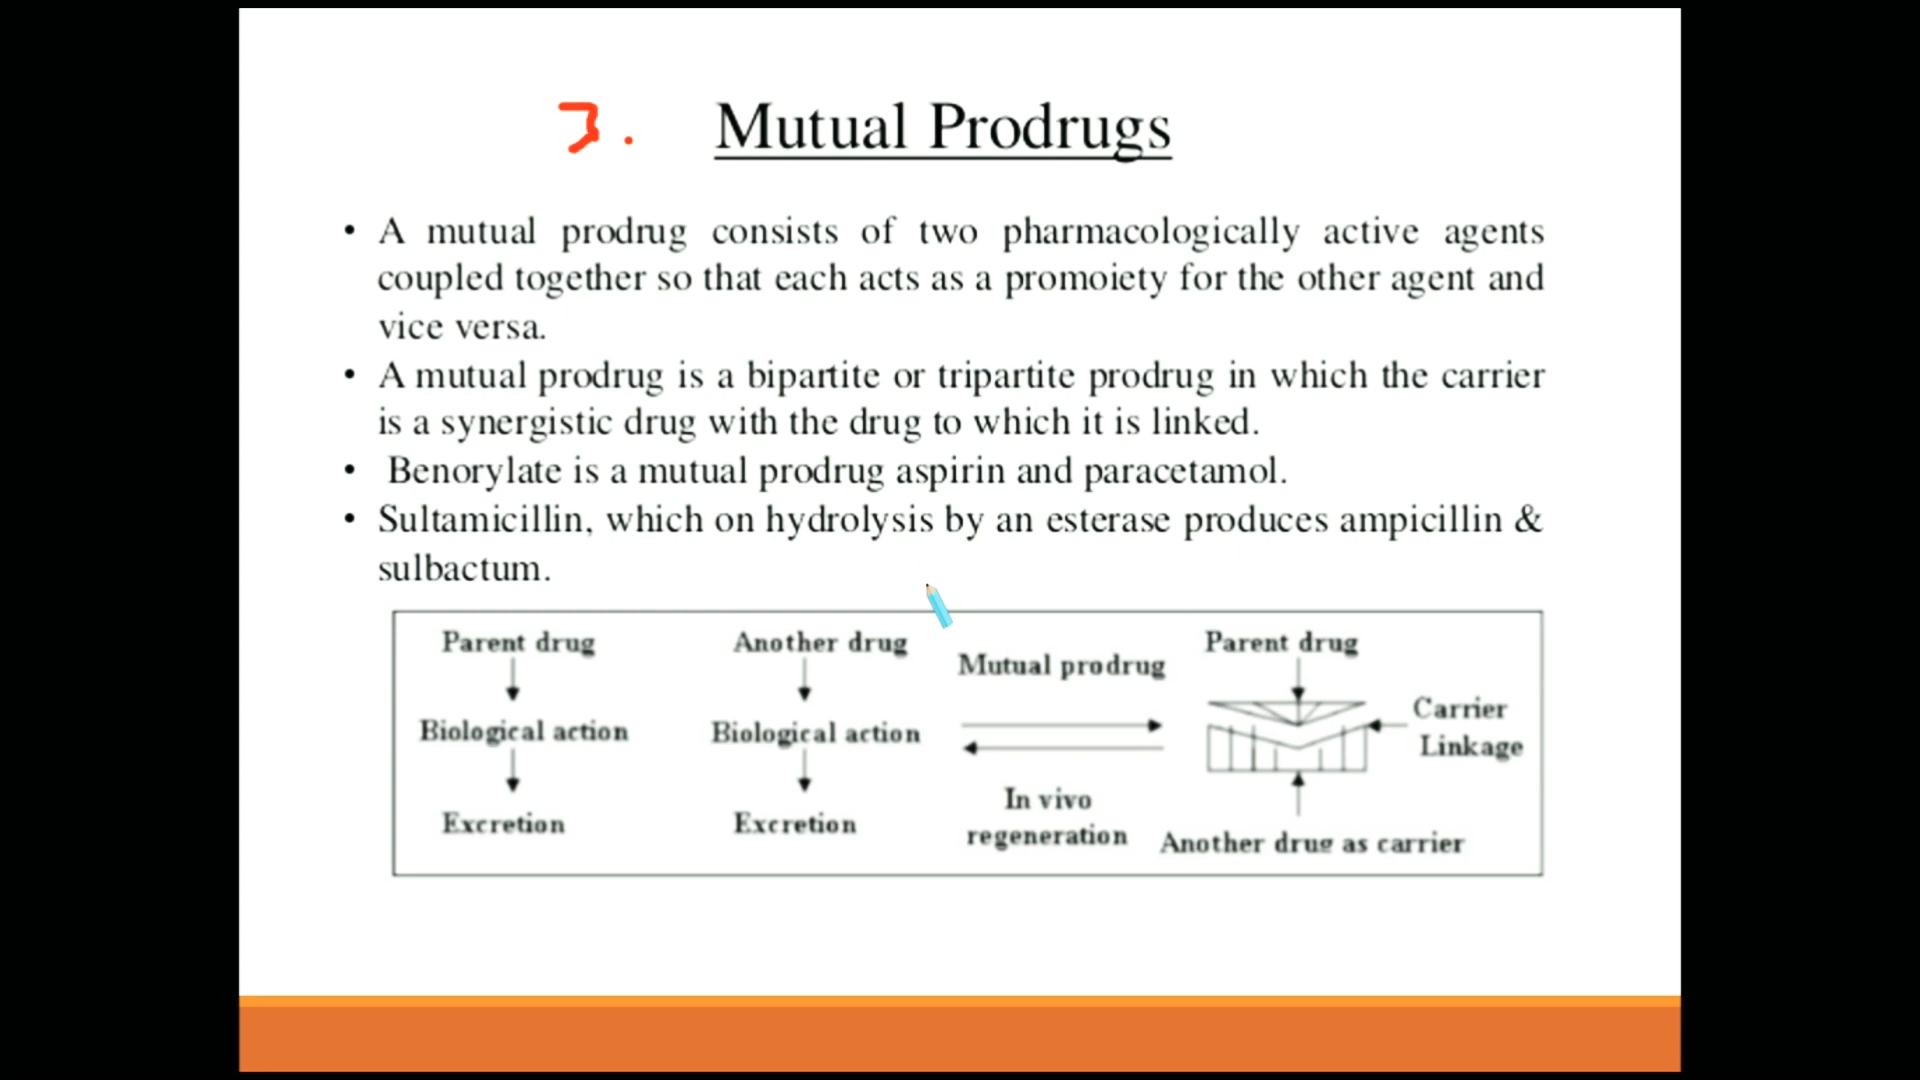 3. Mutual Prodrugs
• A mutual prodrug consists of two pharmacologically active agents
coupled together so that each acts as a promoiety for the other agent and
vice versa.
• A mutual prodrug is a bipartite or tripartite prodrug in which the carrier
is a synergistic drug with the drug to which it is linked.
• Benorylate is a mutual prodrug aspirin and paracetamol.
• Sultamicillin, which on hydrolysis by an esterase produces ampicillin &
sulbactum.
Parent drug
Biological action
Excretion
Another drug
Biological action
Excretion
Mutual prodrug
In vivo
regeneration
Parent drug
Carrier
Linkage
Another drug as carrier